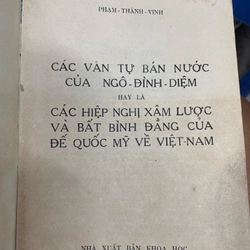 PHẠM-THÀNH-VINH
CÁC VĂN TỰ BÁN NƯỚC
CỦA NGÔ-ĐÌNH-DIỆM
HAY LÀ
CÁC HIỆP NGHỊ XÂM LƯỢC
VÀ BẤT BÌNH ĐẲNG CỦA
ĐẾ QUỐC MỸ VỀ VIỆT-NAM
NHÀ XUẤT BẢN KHOA HỌC